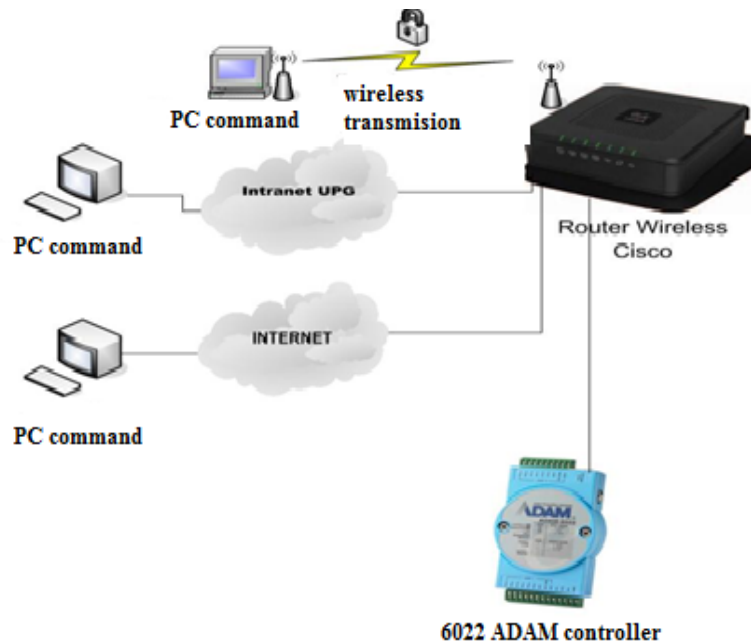 PC command
wireless
transmision
Intranet UPG
PC command
Router Wireless
Cisco
INTERNET
PC command
ADAM
6022 ADAM controller